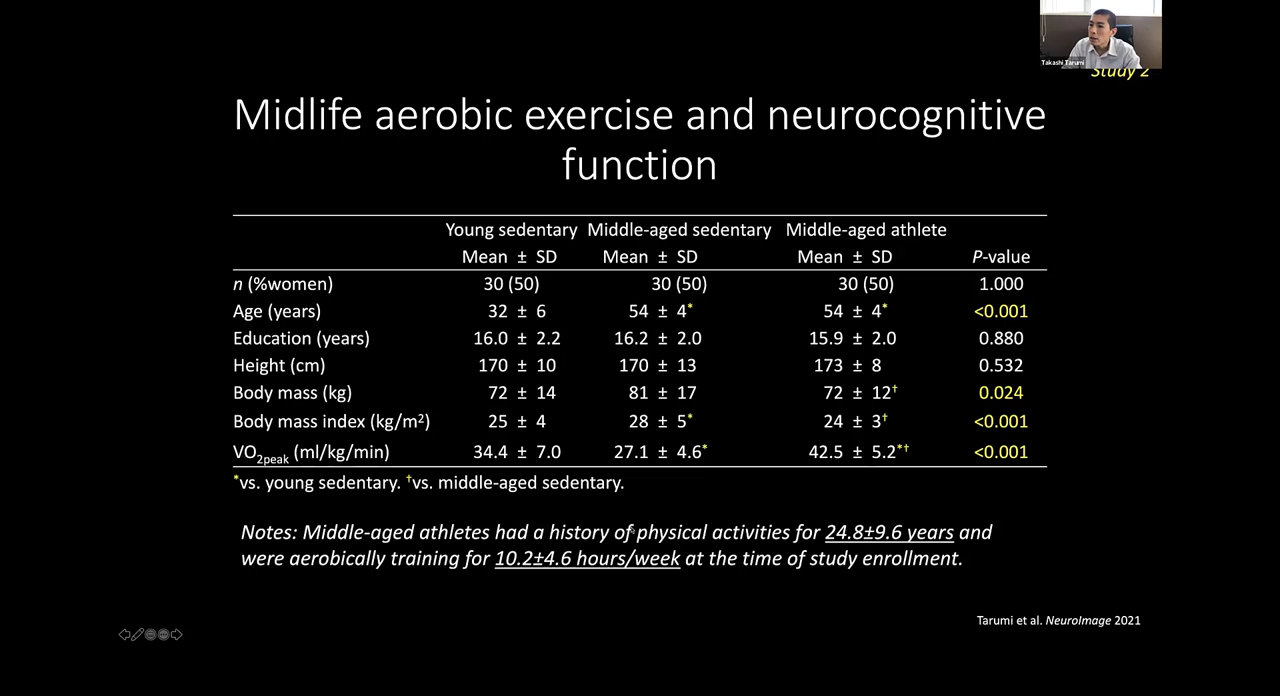 Takashi Tarumi
Study 2
Midlife aerobic exercise and neurocognitive
function
Young sedentary Middle-aged sedentary Middle-aged athlete
Mean ± SD Mean ± SD Mean ± SD P-value
n (%women) 30 (50) 30 (50) 30 (50) 1.000
Age (years) 32 ± 6 54 ± 4* 54 ± 4* <0.001
Education (years) 16.0 ± 2.2 16.2 ± 2.0 15.9 ± 2.0 0.880
Height (cm) 170 ± 10 170 ± 13 173 ± 8 0.532
Body mass (kg) 72 ± 14 81 ± 17 72 ± 12† 0.024
Body mass index (kg/m²) 25 ± 4 28 ± 5* 24 ± 3† <0.001
VO₂peak (ml/kg/min) 34.4 ± 7.0 27.1 ± 4.6* 42.5 ± 5.2*† <0.001
*vs. young sedentary. †vs. middle-aged sedentary.
Notes: Middle-aged athletes had a history of physical activities for 24.8±9.6 years and
were aerobically training for 10.2±4.6 hours/week at the time of study enrollment.
Tarumi et al. NeuroImage 2021